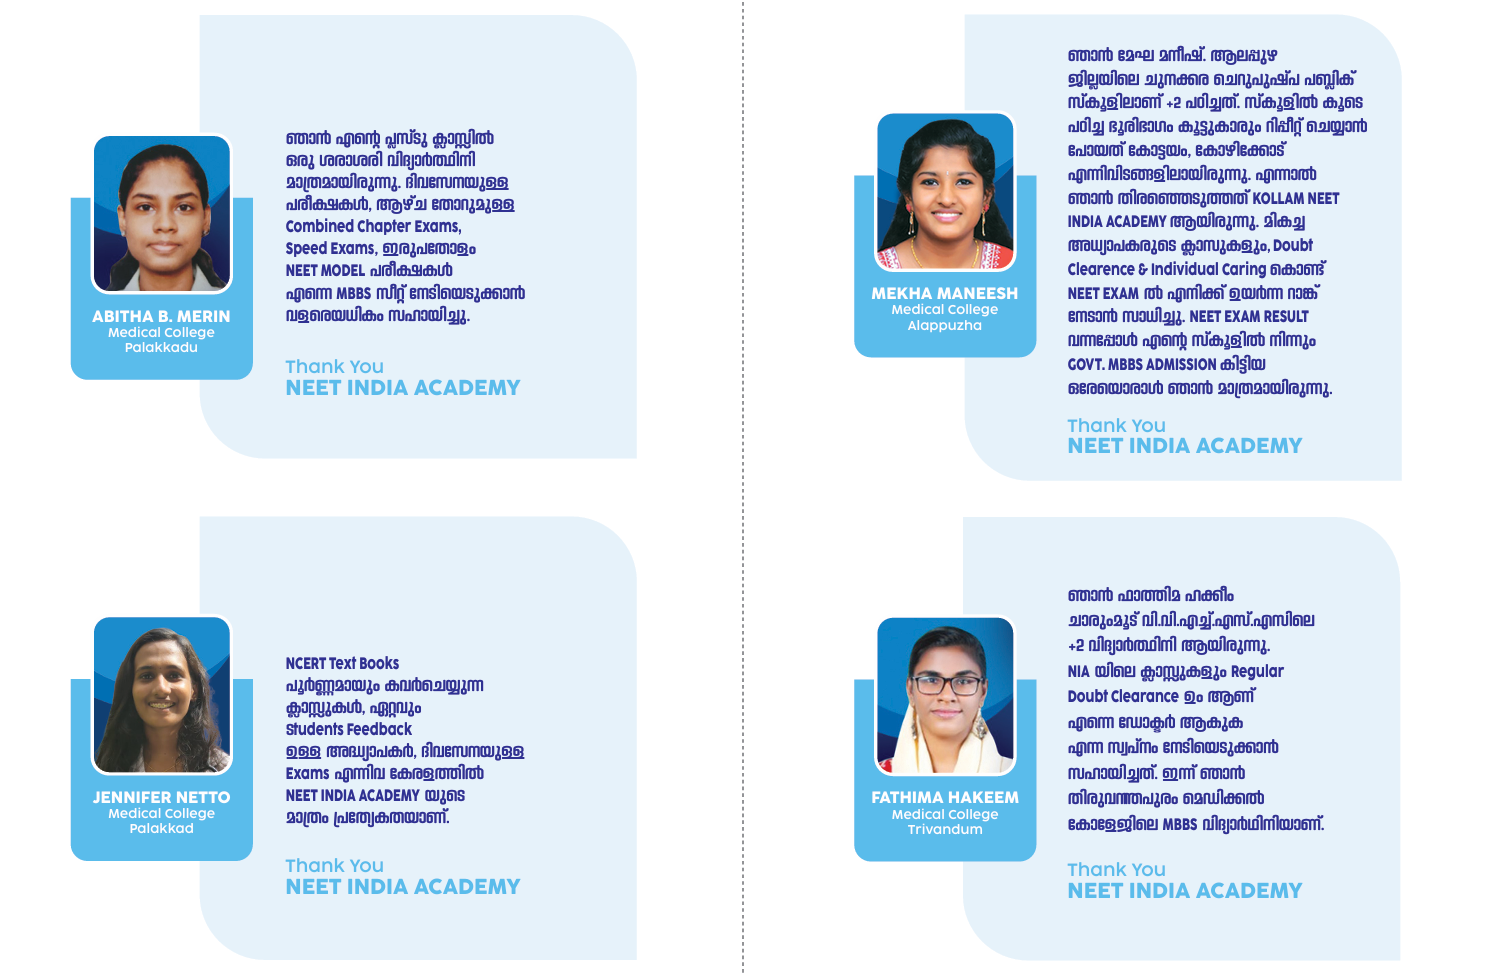 ഞാൻ എന്റെ പ്ലസ്ടു ക്ലാസ്സിൽ
ഒരു ശരാശരി വിദ്യാർത്ഥിനി
മാത്രമായിരുന്നു. ദിവസേനയുള്ള
പരീക്ഷകൾ, ആഴ്ച തോറുമുള്ള
Combined Chapter Exams,
Speed Exams, ഇരുപതോളം
NEET MODEL പരീക്ഷകൾ
എന്നെ MBBS സീറ്റ് നേടിയെടുക്കാൻ
വളരെയധികം സഹായിച്ചു.
Thank You
NEET INDIA ACADEMY
ABITHA B. MERIN
Medical College
Palakkadu
NCERT Text Books
പൂർണ്ണമായും കവർചെയ്യുന്ന
ക്ലാസ്സുകൾ, ഏറ്റവും
Students Feedback
ഉള്ള അദ്ധ്യാപകർ, ദിവസേനയുള്ള
Exams എന്നിവ കേരളത്തിൽ
NEET INDIA ACADEMY യുടെ
മാത്രം പ്രത്യേകതയാണ്.
Thank You
NEET INDIA ACADEMY
JENNIFER NETTO
Medical College
Palakkad
ഞാൻ മേഘ മനീഷ്. ആലപ്പുഴ
ജില്ലയിലെ ചുനക്കര ചെറുപുഷ്പ പബ്ലിക്
സ്കൂളിലാണ് +2 പഠിച്ചത്. സ്കൂളിൽ കൂടെ
പഠിച്ച ഭൂരിഭാഗം കൂട്ടുകാരും റിപ്പീറ്റ് ചെയ്യാൻ
പോയത് കോട്ടയം, കോഴിക്കോട്
എന്നിവിടങ്ങളിലായിരുന്നു. എന്നാൽ
ഞാൻ തിരഞ്ഞെടുത്തത് KOLLAM NEET
INDIA ACADEMY ആയിരുന്നു. മികച്ച
അധ്യാപകരുടെ ക്ലാസുകളും, Doubt
Clearence & Individual Caring കൊണ്ട്
NEET EXAM ൽ എനിക്ക് ഉയർന്ന റാങ്ക്
നേടാൻ സാധിച്ചു. NEET EXAM RESULT
വന്നപ്പോൾ എന്റെ സ്കൂളിൽ നിന്നും
GOVT. MBBS ADMISSION കിട്ടിയ
ഒരേയൊരാൾ ഞാൻ മാത്രമായിരുന്നു.
Thank You
NEET INDIA ACADEMY
MEKHA MANEESH
Medical College
Alappuzha
ഞാൻ ഫാത്തിമ ഹക്കീം
ചാരുംമൂട് വി.വി.എച്ച്.എസ്.എസിലെ
+2 വിദ്യാർത്ഥിനി ആയിരുന്നു.
NIA യിലെ ക്ലാസ്സുകളും Regular
Doubt Clearance ഉം ആണ്
എന്നെ ഡോക്ടർ ആകുക
എന്ന സ്വപ്നം നേടിയെടുക്കാൻ
സഹായിച്ചത്. ഇന്ന് ഞാൻ
തിരുവനന്തപുരം മെഡിക്കൽ
കോളേജിലെ MBBS വിദ്യാർഥിനിയാണ്.
Thank You
NEET INDIA ACADEMY
FATHIMA HAKEEM
Medical College
Trivandum